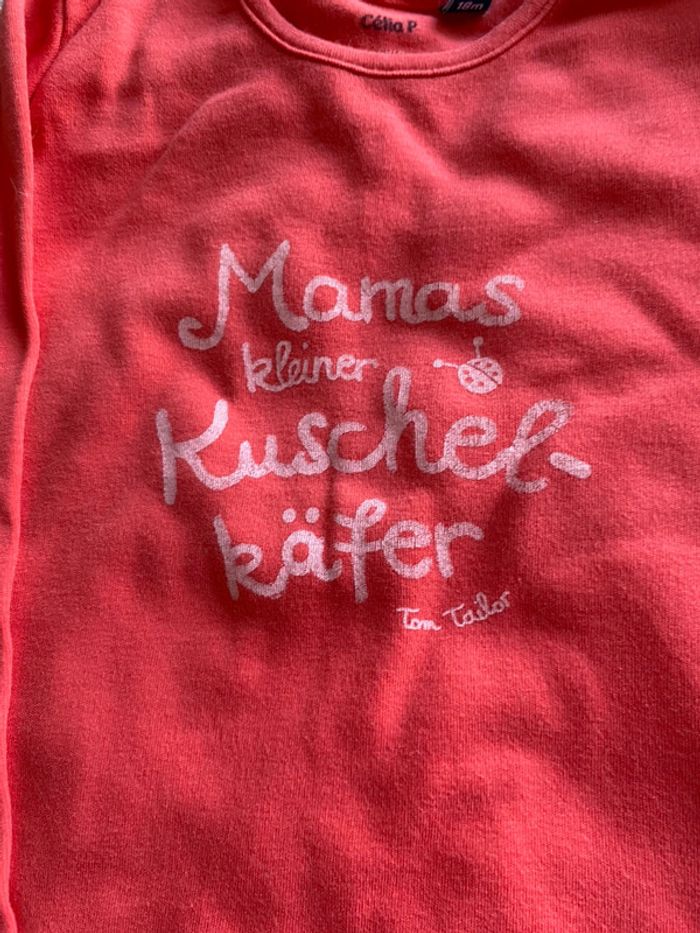 Célia P
18m
Mamas
kleiner
Kuschel-
käfer
Tom Tailor